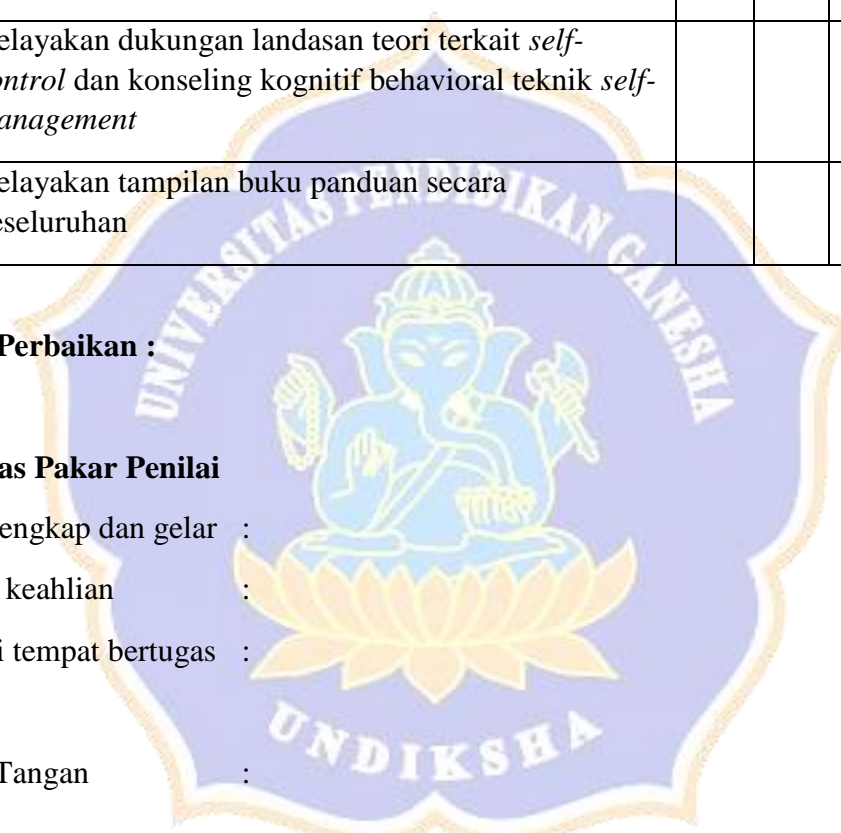 elayakan dukungan landasan teori terkait self-
ontrol dan konseling kognitif behavioral teknik self-
anagement
elayakan tampilan buku panduan secara
eseluruhan
UNIVERSITAS PENDIDIKAN GANESHA
Perbaikan :
as Pakar Penilai
engkap dan gelar :
keahlian :
i tempat bertugas :
UNDIKSHA
Tangan :